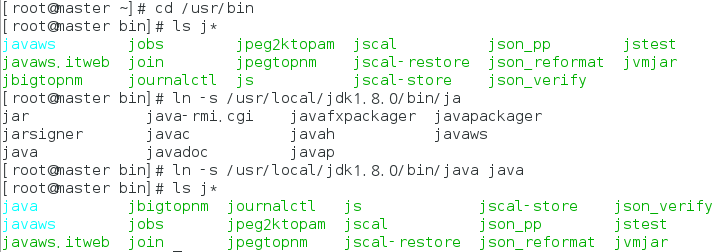 [root@master ~]# cd /usr/bin
[root@master bin]# ls j*
javaws jobs jpeg2ktopam jscal json_pp jstest
javaws.itweb join jpegtopnm jscal-restore json_reformat jvmjar
jbigtopnm journalctl js jscal-store json_verify
[root@master bin]# ln -s /usr/local/jdk1.8.0/bin/ja
jar java-rmi.cgi javafxpackager javapackager
jarsigner javac javah javaws
java javadoc javap
[root@master bin]# ln -s /usr/local/jdk1.8.0/bin/java java
[root@master bin]# ls j*
java jbigtopnm journalctl js jscal-store json_verify
javaws jobs jpeg2ktopam jscal json_pp jstest
javaws.itweb join jpegtopnm jscal-restore json_reformat jvmjar